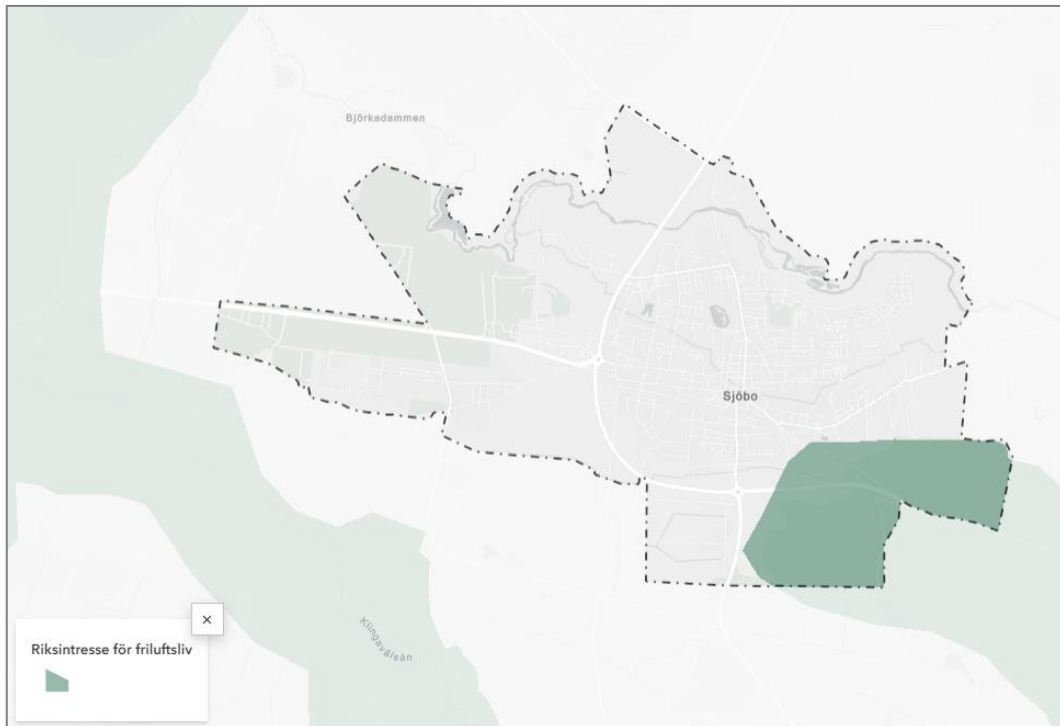 Björkadammen
Sjöbo
Klingavälsån
Riksintresse för friluftsliv